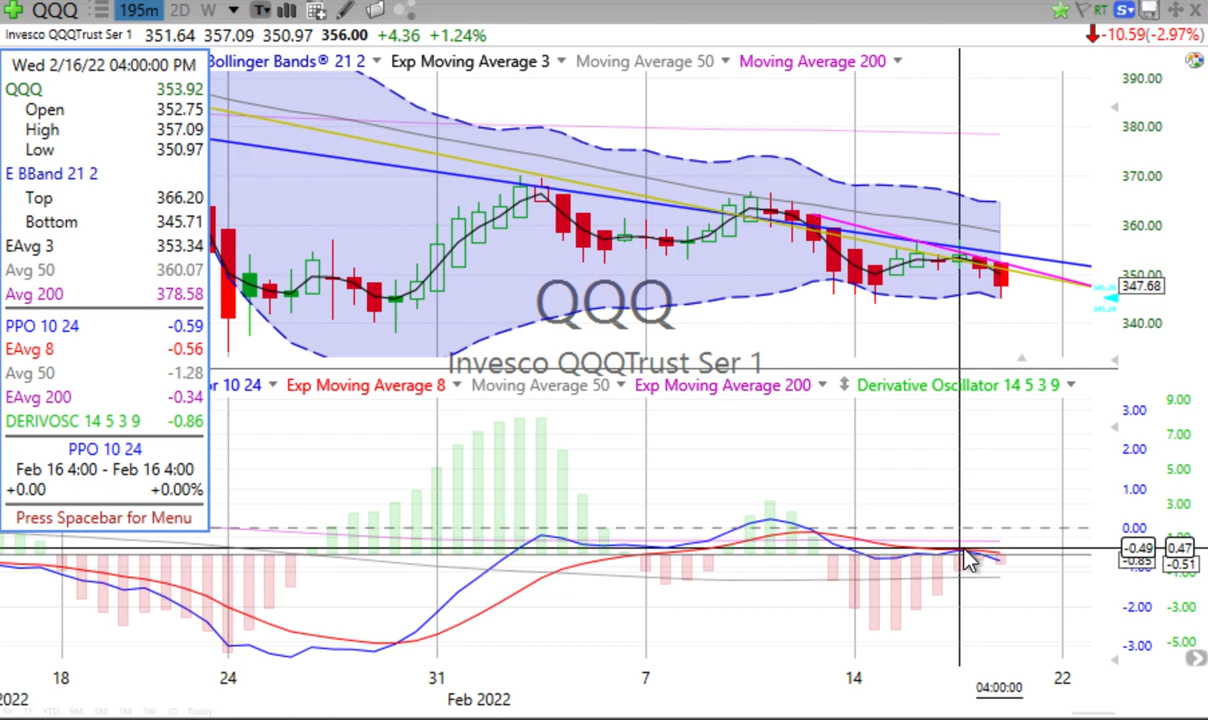 QQQ 195m 2D W T RT S
Invesco QQQTrust Ser 1 351.64 357.09 350.97 356.00 +4.36 +1.24% -10.59(-2.97%)
Bollinger Bands® 21 2 Exp Moving Average 3 Moving Average 50 Moving Average 200
Wed 2/16/22 04:00:00 PM
QQQ 353.92
Open 352.75
High 357.09
Low 350.97
E BBand 21 2
Top 366.20
Bottom 345.71
EAvg 3 353.34
Avg 50 360.07
Avg 200 378.58
PPO 10 24 -0.59
EAvg 8 -0.56
Avg 50 -1.28
EAvg 200 -0.34
DERIVOSC 14 5 3 9 -0.86
PPO 10 24
Feb 16 4:00 - Feb 16 4:00
+0.00 +0.00%
Press Spacebar for Menu
390.00
380.00
370.00
360.00
350.00
347.68
340.00
QQQ
Invesco QQQTrust Ser 1
or 10 24 Exp Moving Average 8 Moving Average 50 Exp Moving Average 200 Derivative Oscillator 14 5 3 9
3.00
2.00
1.00
0.00
-0.49
-0.85
-2.00
-3.00
9.00
7.00
5.00
3.00
0.47
-0.51
-3.00
-5.00
18 24 31 7 14 22
04:00:00
2022 Feb 2022